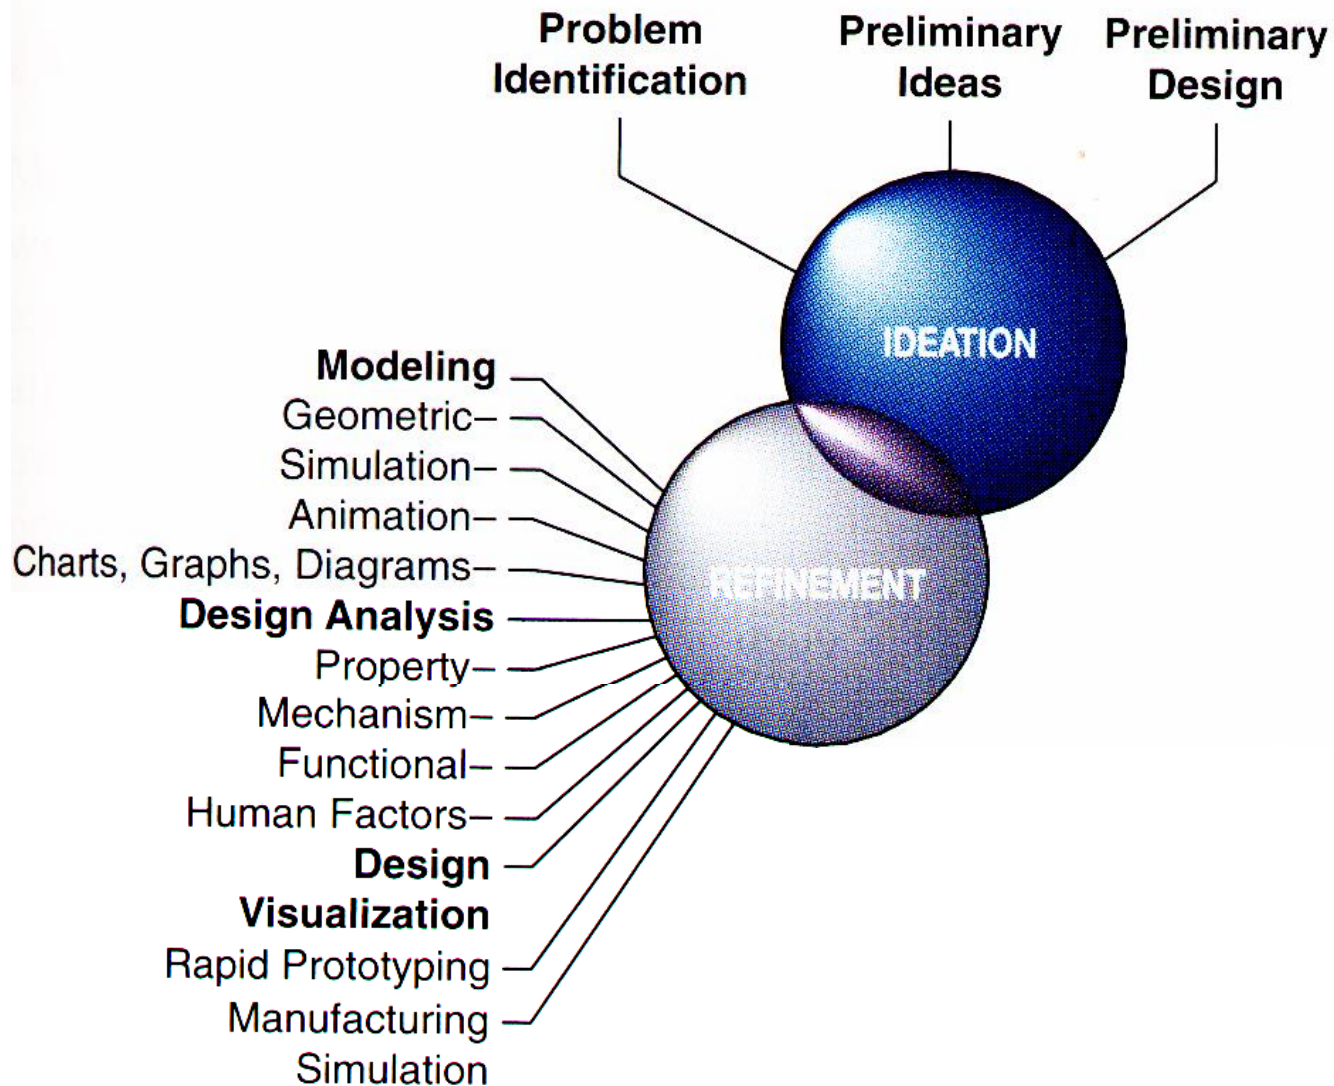 Problem
Identification
Preliminary
Ideas
Preliminary
Design
IDEATION
Modeling
Geometric–
Simulation–
Animation–
Charts, Graphs, Diagrams–
REFINEMENT
Design Analysis
Property–
Mechanism–
Functional–
Human Factors–
Design
Visualization
Rapid Prototyping
Manufacturing
Simulation